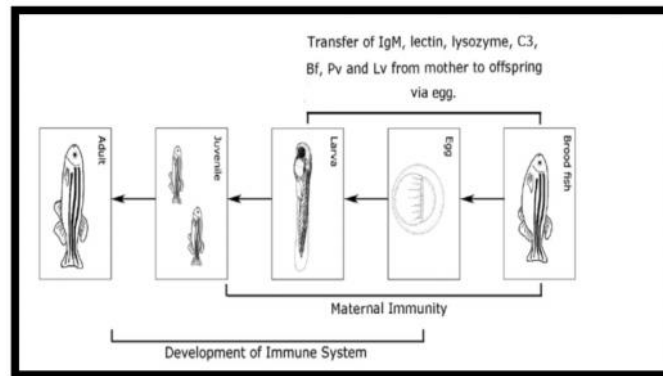 Transfer of IgM, lectin, lysozyme, C3,
Bf, Pv and Lv from mother to offspring
via egg.
Adult
Juvenile
Larva
Egg
Brood fish
Maternal Immunity
Development of Immune System